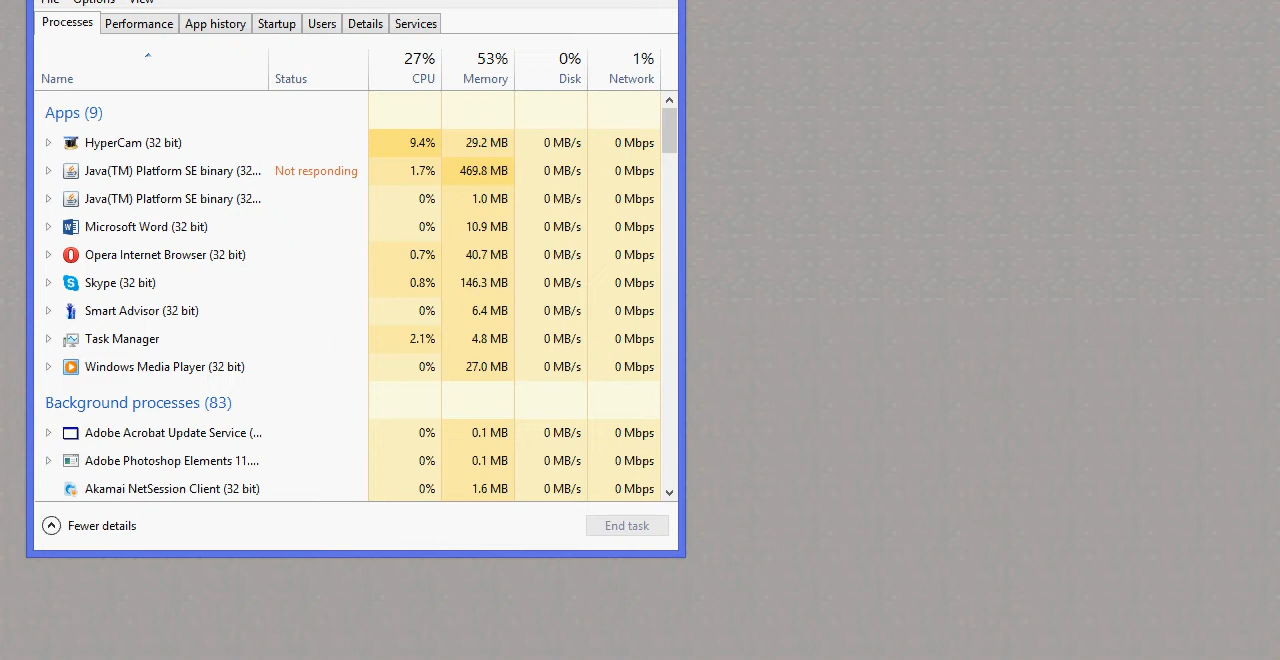 File Options View
Processes Performance App history Startup Users Details Services
27% 53% 0% 1%
Name Status CPU Memory Disk Network
Apps (9)
HyperCam (32 bit) 9.4% 29.2 MB 0 MB/s 0 Mbps
Java(TM) Platform SE binary (32... Not responding 1.7% 469.8 MB 0 MB/s 0 Mbps
Java(TM) Platform SE binary (32... 0% 1.0 MB 0 MB/s 0 Mbps
Microsoft Word (32 bit) 0% 10.9 MB 0 MB/s 0 Mbps
Opera Internet Browser (32 bit) 0.7% 40.7 MB 0 MB/s 0 Mbps
Skype (32 bit) 0.8% 146.3 MB 0 MB/s 0 Mbps
Smart Advisor (32 bit) 0% 6.4 MB 0 MB/s 0 Mbps
Task Manager 2.1% 4.8 MB 0 MB/s 0 Mbps
Windows Media Player (32 bit) 0% 27.0 MB 0 MB/s 0 Mbps
Background processes (83)
Adobe Acrobat Update Service (... 0% 0.1 MB 0 MB/s 0 Mbps
Adobe Photoshop Elements 11.... 0% 0.1 MB 0 MB/s 0 Mbps
Akamai NetSession Client (32 bit) 0% 1.6 MB 0 MB/s 0 Mbps
Fewer details End task